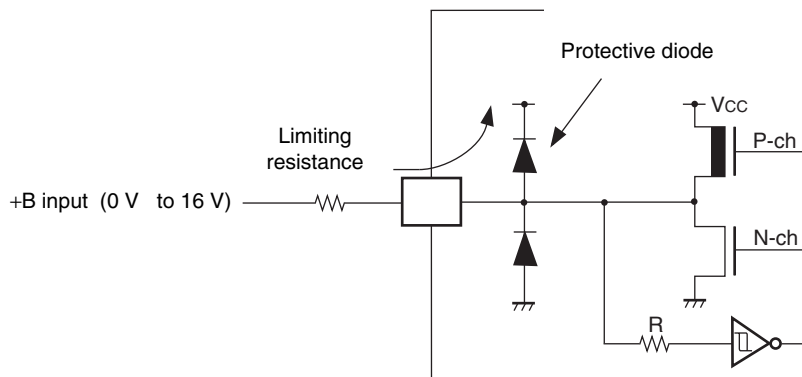 Protective diode
VCC
Limiting
resistance
P-ch
+B input (0 V to 16 V)
N-ch
R